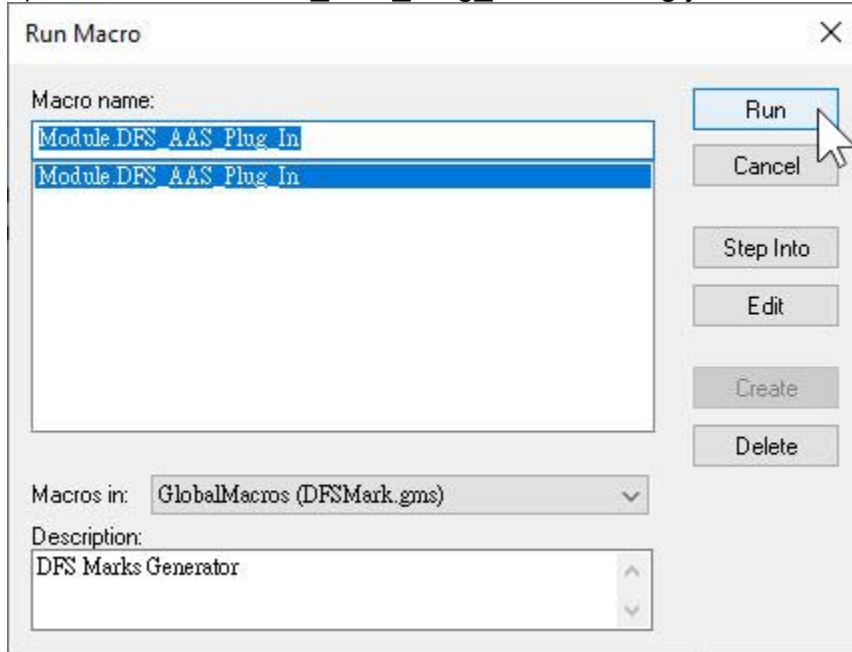 Run Macro
Macro name:
Module.DFS_AAS_Plug_In
Module.DFS_AAS_Plug_In
Run
Cancel
Step Into
Edit
Create
Delete
Macros in: GlobalMacros (DFSMark.gms)
Description:
DFS Marks Generator